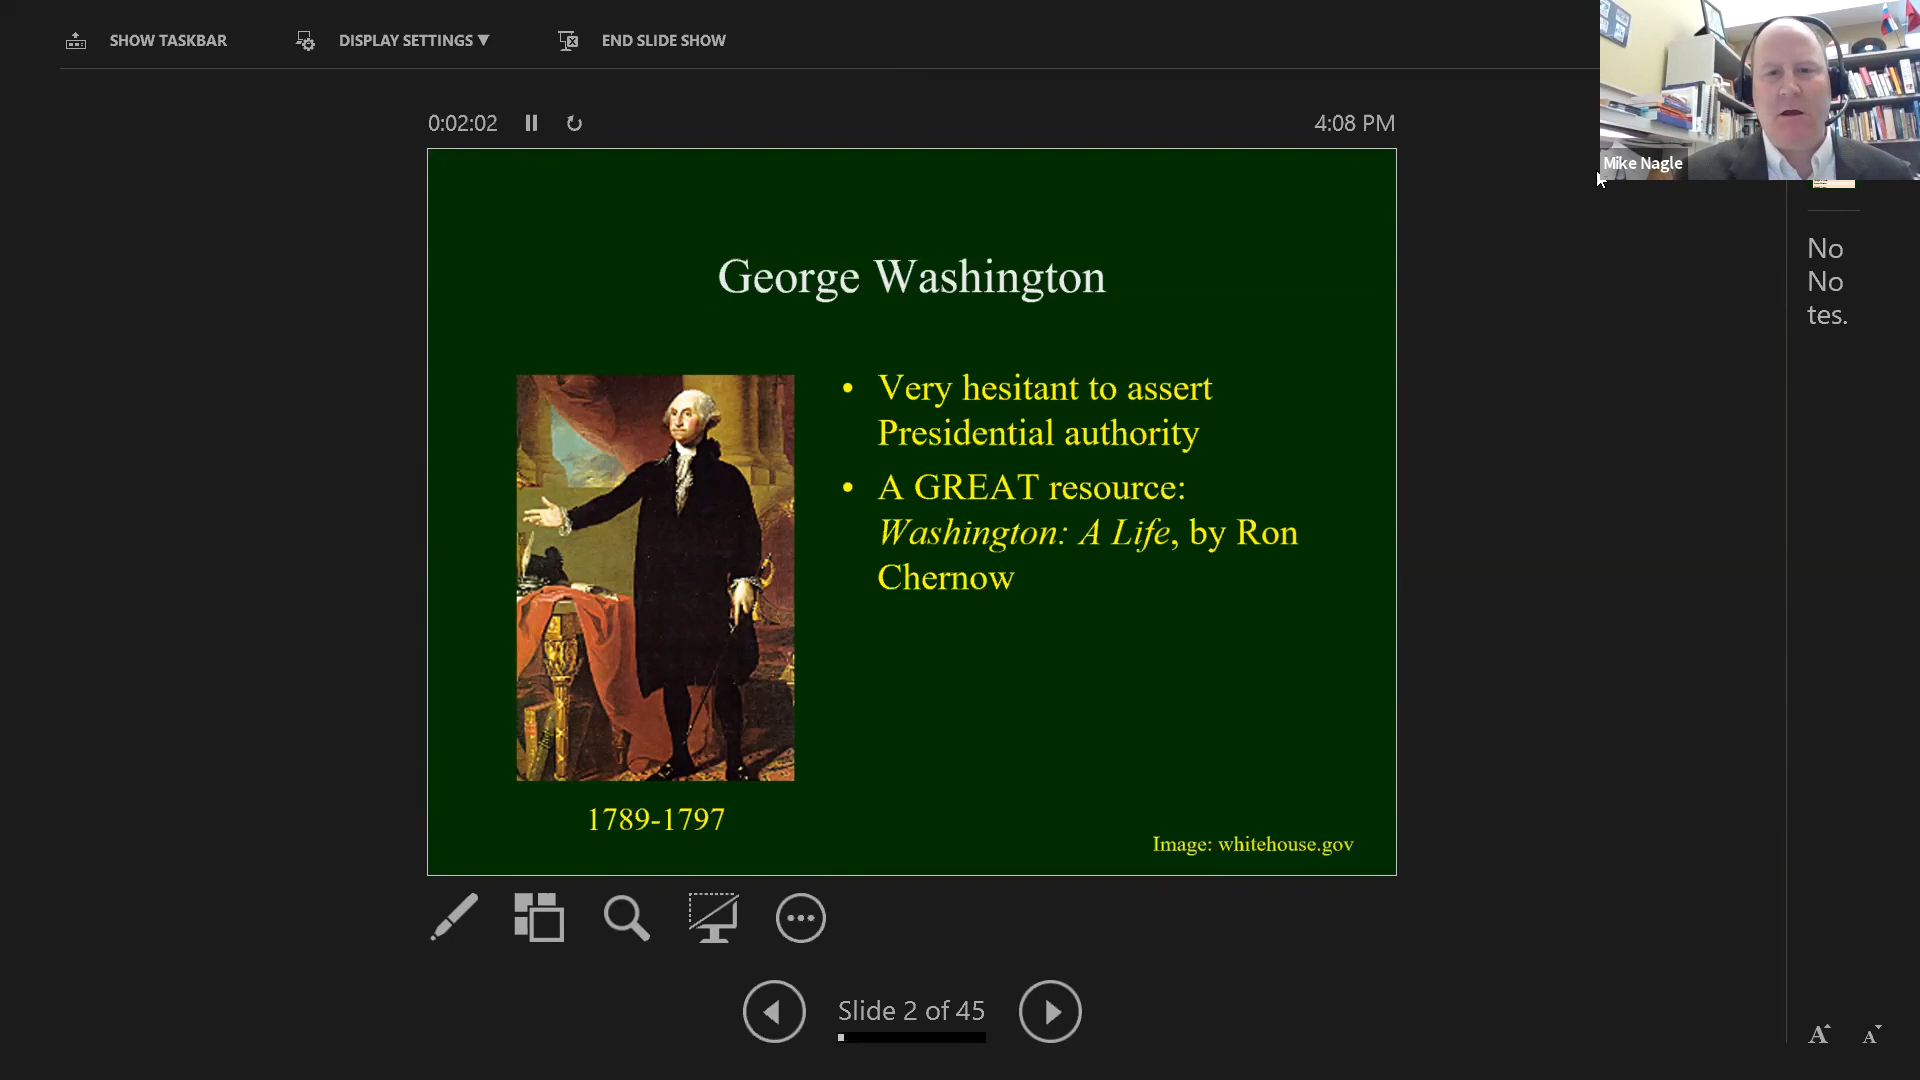 SHOW TASKBAR
DISPLAY SETTINGS ▼
END SLIDE SHOW
Mike Nagle
0:02:02
4:08 PM
George Washington
• Very hesitant to assert
Presidential authority
• A GREAT resource:
Washington: A Life, by Ron
Chernow
1789-1797
Image: whitehouse.gov
No
No
tes.
Slide 2 of 45
A
A